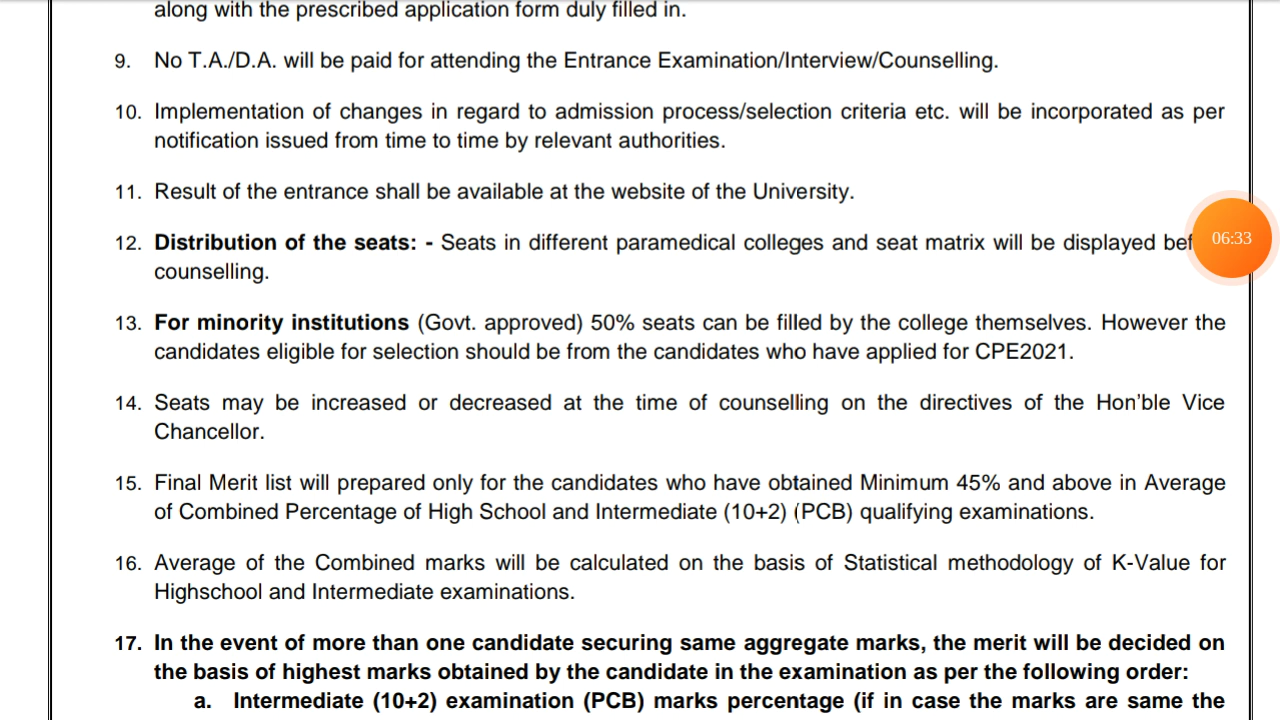 along with the prescribed application form duly filled in.
9. No T.A./D.A. will be paid for attending the Entrance Examination/Interview/Counselling.
10. Implementation of changes in regard to admission process/selection criteria etc. will be incorporated as per
notification issued from time to time by relevant authorities.
11. Result of the entrance shall be available at the website of the University.
12. Distribution of the seats: - Seats in different paramedical colleges and seat matrix will be displayed
06:33
counselling.
13. For minority institutions (Govt. approved) 50% seats can be filled by the college themselves. However the
candidates eligible for selection should be from the candidates who have applied for CPE2021.
14. Seats may be increased or decreased at the time of counselling on the directives of the Hon’ble Vice
Chancellor.
15. Final Merit list will prepared only for the candidates who have obtained Minimum 45% and above in Average
of Combined Percentage of High School and Intermediate (10+2) (PCB) qualifying examinations.
16. Average of the Combined marks will be calculated on the basis of Statistical methodology of K-Value for
Highschool and Intermediate examinations.
17. In the event of more than one candidate securing same aggregate marks, the merit will be decided on
the basis of highest marks obtained by the candidate in the examination as per the following order:
a. Intermediate (10+2) examination (PCB) marks percentage (if in case the marks are same the